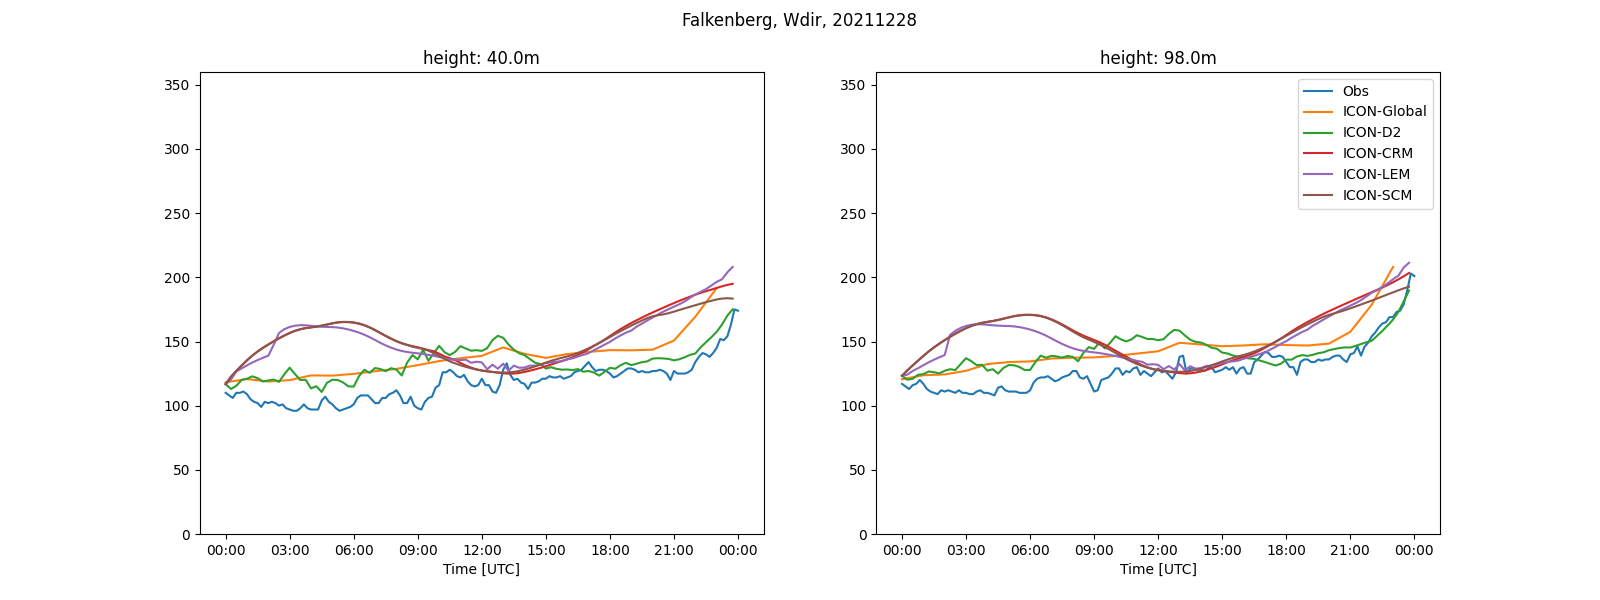 Falkenberg, Wdir, 20211228
height: 40.0m
350
300
250
200
150
100
50
0
00:00 03:00 06:00 09:00 12:00 15:00 18:00 21:00 00:00
Time [UTC]
height: 98.0m
350
300
250
200
150
100
50
0
00:00 03:00 06:00 09:00 12:00 15:00 18:00 21:00 00:00
Time [UTC]
Obs
ICON-Global
ICON-D2
ICON-CRM
ICON-LEM
ICON-SCM